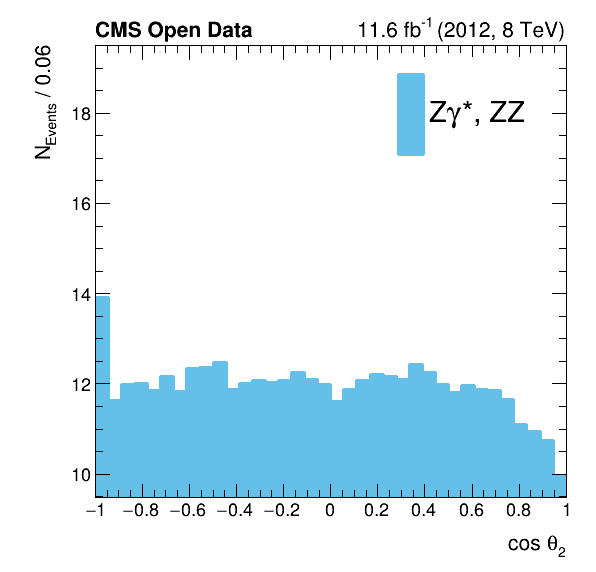 CMS Open Data 11.6 fb⁻¹ (2012, 8 TeV)
N_Events / 0.06
Zγ*, ZZ
18
16
14
12
10
−1 −0.8 −0.6 −0.4 −0.2 0 0.2 0.4 0.6 0.8 1
cos θ₂